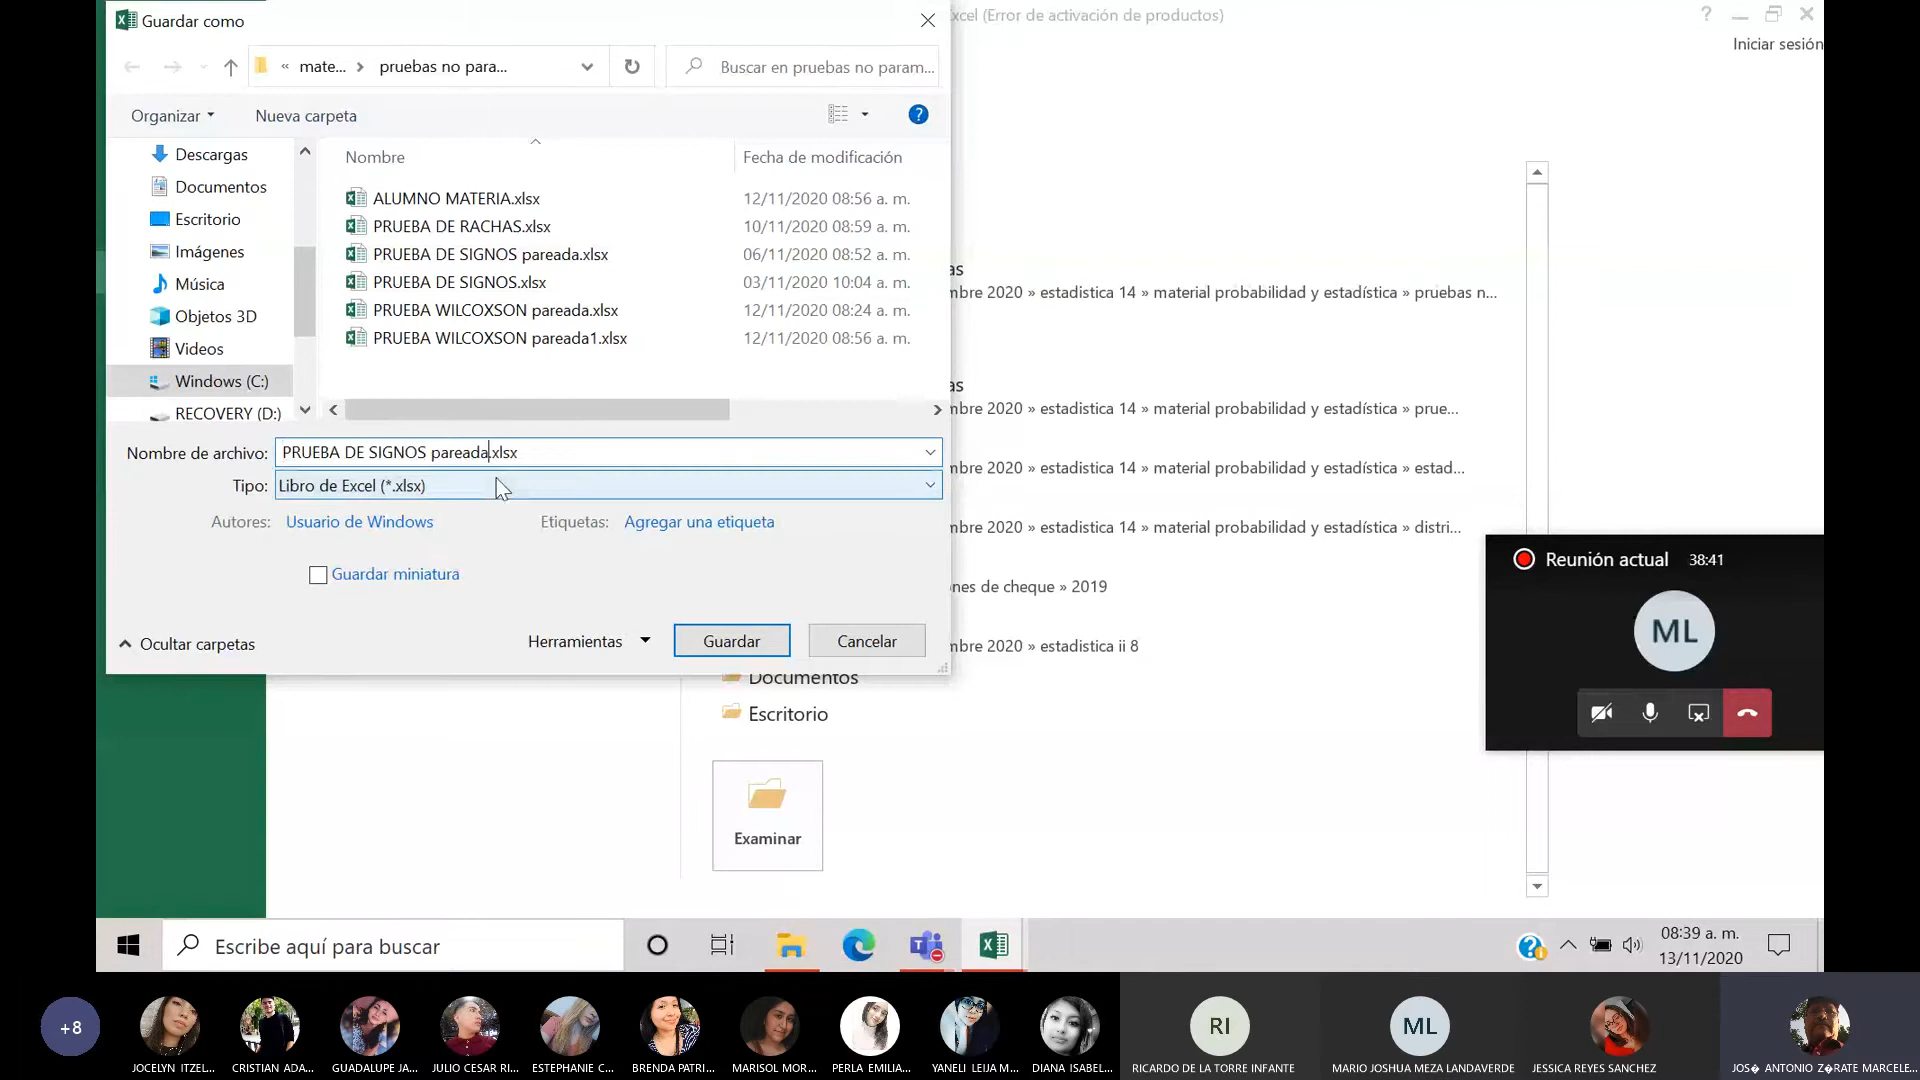 Guardar como
xcel (Error de activación de productos)
?
Iniciar sesión
« mate... > pruebas no para...
Buscar en pruebas no param...
Organizar
Nueva carpeta
?
Nombre
Fecha de modificación
Descargas
Documentos
Escritorio
Imágenes
Música
Objetos 3D
Videos
Windows (C:)
RECOVERY (D:)
ALUMNO MATERIA.xlsx 12/11/2020 08:56 a. m.
PRUEBA DE RACHAS.xlsx 10/11/2020 08:59 a. m.
PRUEBA DE SIGNOS pareada.xlsx 06/11/2020 08:52 a. m.
PRUEBA DE SIGNOS.xlsx 03/11/2020 10:04 a. m.
PRUEBA WILCOXSON pareada.xlsx 12/11/2020 08:24 a. m.
PRUEBA WILCOXSON pareada1.xlsx 12/11/2020 08:56 a. m.
Nombre de archivo: PRUEBA DE SIGNOS pareada.xlsx
Tipo: Libro de Excel (*.xlsx)
Autores: Usuario de Windows
Etiquetas: Agregar una etiqueta
Guardar miniatura
Ocultar carpetas
Herramientas
Guardar
Cancelar
as
mbre 2020 » estadistica 14 » material probabilidad y estadística » pruebas n...
as
mbre 2020 » estadistica 14 » material probabilidad y estadística » prue...
mbre 2020 » estadistica 14 » material probabilidad y estadística » estad...
mbre 2020 » estadistica 14 » material probabilidad y estadística » distri...
ones de cheque » 2019
mbre 2020 » estadistica ii 8
Documentos
Escritorio
Examinar
Reunión actual 38:41
ML
Escribe aquí para buscar
08:39 a. m.
13/11/2020
+8
RI
ML
JOCELYN ITZEL...
CRISTIAN ADA...
GUADALUPE JA...
JULIO CESAR RI...
ESTEPHANIE C...
BRENDA PATRI...
MARISOL MOR...
PERLA EMILIA...
YANELI LEIJA M...
DIANA ISABEL...
RICARDO DE LA TORRE INFANTE
MARIO JOSHUA MEZA LANDAVERDE
JESSICA REYES SANCHEZ
JOS� ANTONIO Z�RATE MARCELE...